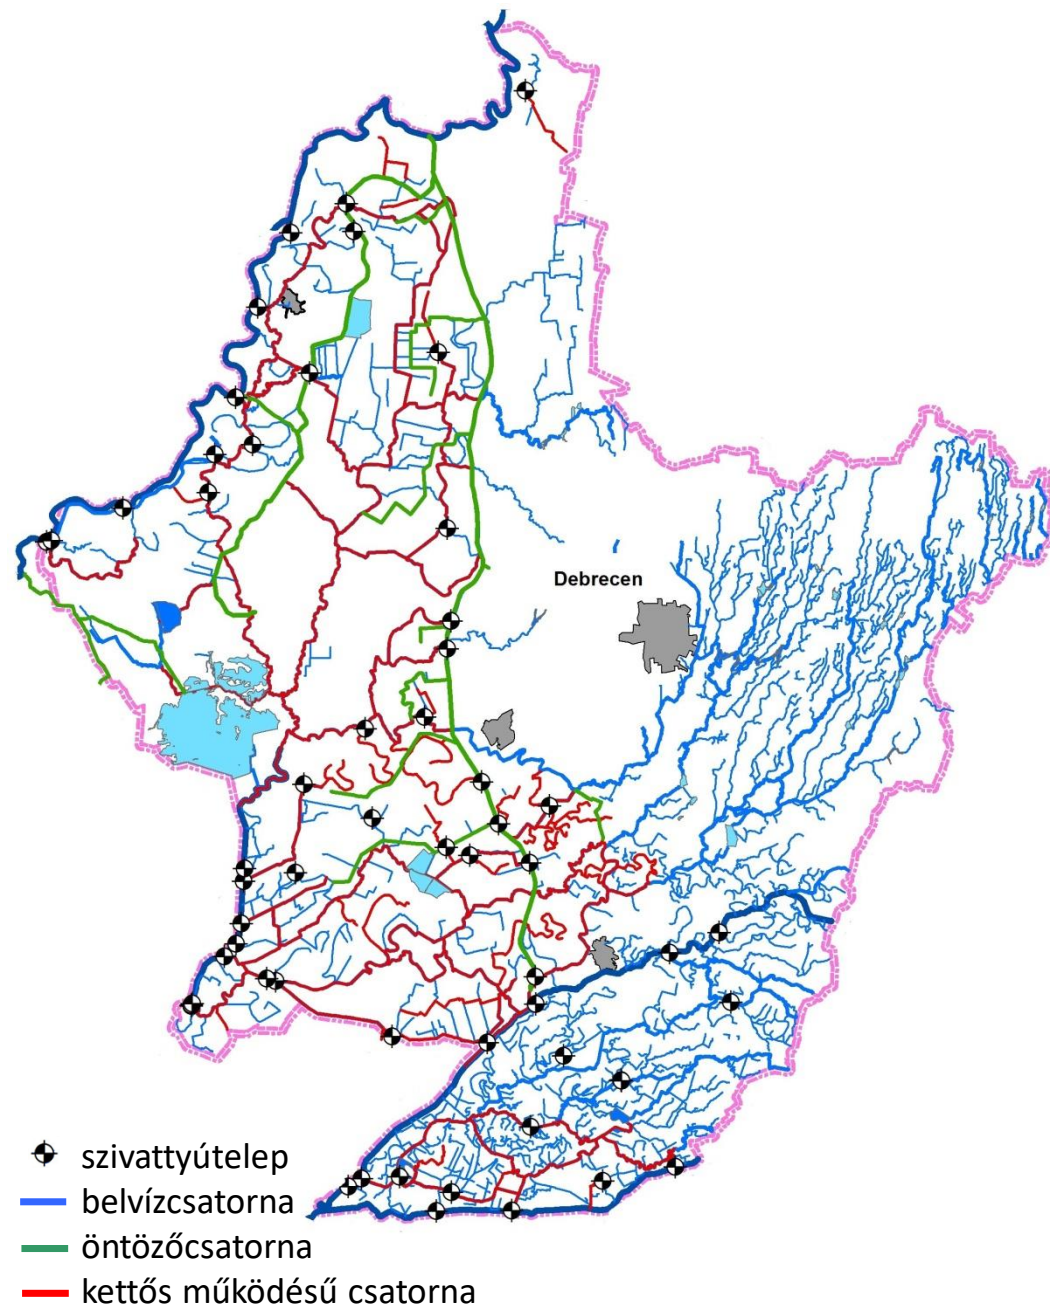 Debrecen
szivattyútelep
belvízcsatorna
öntözőcsatorna
kettős működésű csatorna